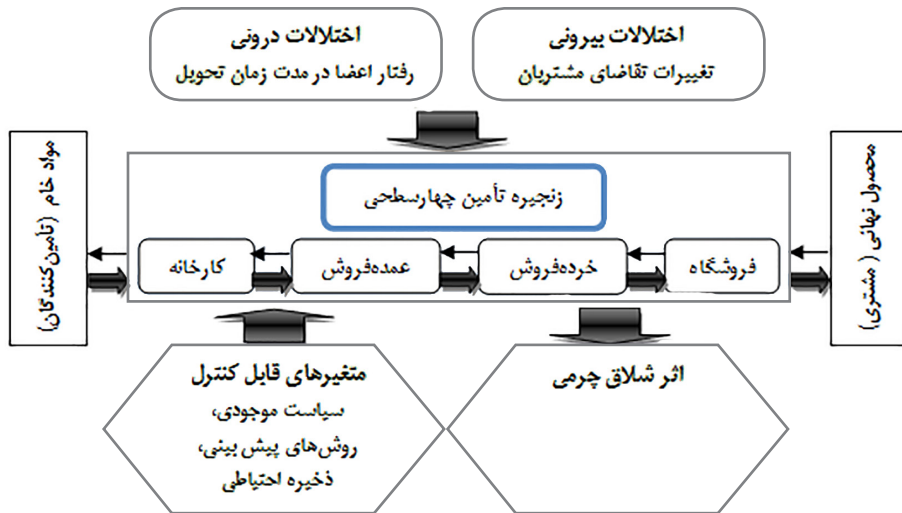 اختلالات بیرونی
تغییرات تقاضای مشتریان
اختلالات درونی
رفتار اعضا در مدت زمان تحویل
محصول نهائی (مشتری)
زنجیره تأمین چهارسطحی
فروشگاه
خرده‌فروش
عمده‌فروش
کارخانه
مواد خام (تأمین‌کنندگان)
اثر شلاق چرمی
متغیرهای قابل کنترل
سیاست موجودی،
روش‌های پیش بینی،
ذخیره احتیاطی